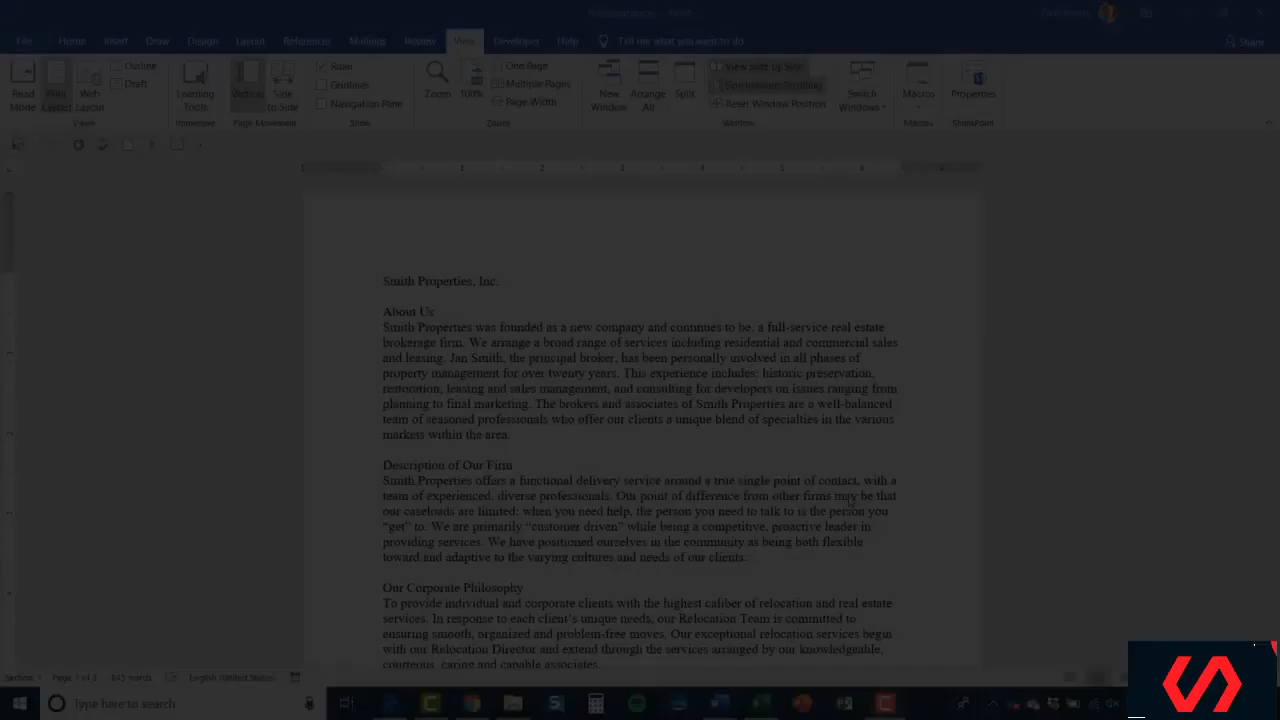 File Home Insert Draw Design Layout References Mailings Review View Developer Help Tell me what you want to do Share
Read Mode Print Layout Web Layout Outline Draft Learning Tools Vertical Side to Side Ruler Gridlines Navigation Pane Zoom 100% One Page Multiple Pages Page Width New Window Arrange All Split View Side by Side Synchronous Scrolling Reset Window Position Switch Windows Macros Properties
Views Immersive Page Movement Show Zoom Window Macros SharePoint
Smith Properties, Inc.
About Us
Smith Properties was founded as a new company and continues to be, a full-service real estate
brokerage firm. We arrange a broad range of services including residential and commercial sales
and leasing. Jan Smith, the principal broker, has been personally involved in all phases of
property management for over twenty years. This experience includes: historic preservation,
restoration, leasing and sales management, and consulting for developers on issues ranging from
planning to final marketing. The brokers and associates of Smith Properties are a well-balanced
team of seasoned professionals who offer our clients a unique blend of specialties in the various
markets within the area.
Description of Our Firm
Smith Properties offers a functional delivery service around a true single point of contact, with a
team of experienced, diverse professionals. Our point of difference from other firms may be that
our caseloads are limited: when you need help, the person you need to talk to is the person you
“get” to. We are primarily “customer driven” while being a competitive, proactive leader in
providing services. We have positioned ourselves in the community as being both flexible
toward and adaptive to the varying cultures and needs of our clients.
Our Corporate Philosophy
To provide individual and corporate clients with the highest caliber of relocation and real estate
services. In response to each client’s unique needs, our Relocation Team is committed to
ensuring smooth, organized and problem-free moves. Our exceptional relocation services begin
with our Relocation Director and extend through the services arranged by our knowledgeable,
courteous, caring and capable associates.
Page 1 of 3 845 words English (United States)
Type here to search